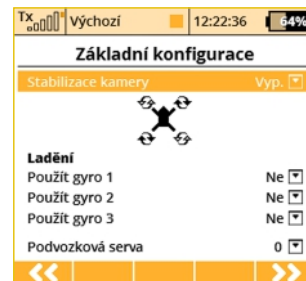 Tx Výchozí 12:22:36 64%
Základní konfigurace
Stabilizace kamery Vyp.
Ladění
Použít gyro 1 Ne
Použít gyro 2 Ne
Použít gyro 3 Ne
Podvozková serva 0